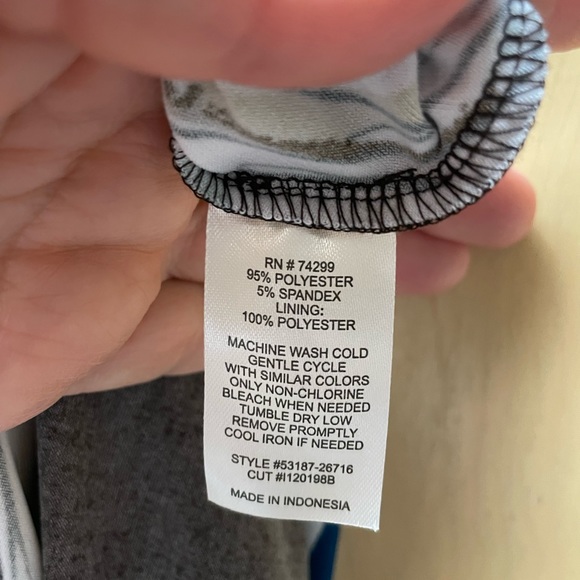 RN # 74299
95% POLYESTER
5% SPANDEX
LINING:
100% POLYESTER
MACHINE WASH COLD
GENTLE CYCLE
WITH SIMILAR COLORS
ONLY NON-CHLORINE
BLEACH WHEN NEEDED
TUMBLE DRY LOW
REMOVE PROMPTLY
COOL IRON IF NEEDED
STYLE #53187-26716
CUT #I120198B
MADE IN INDONESIA